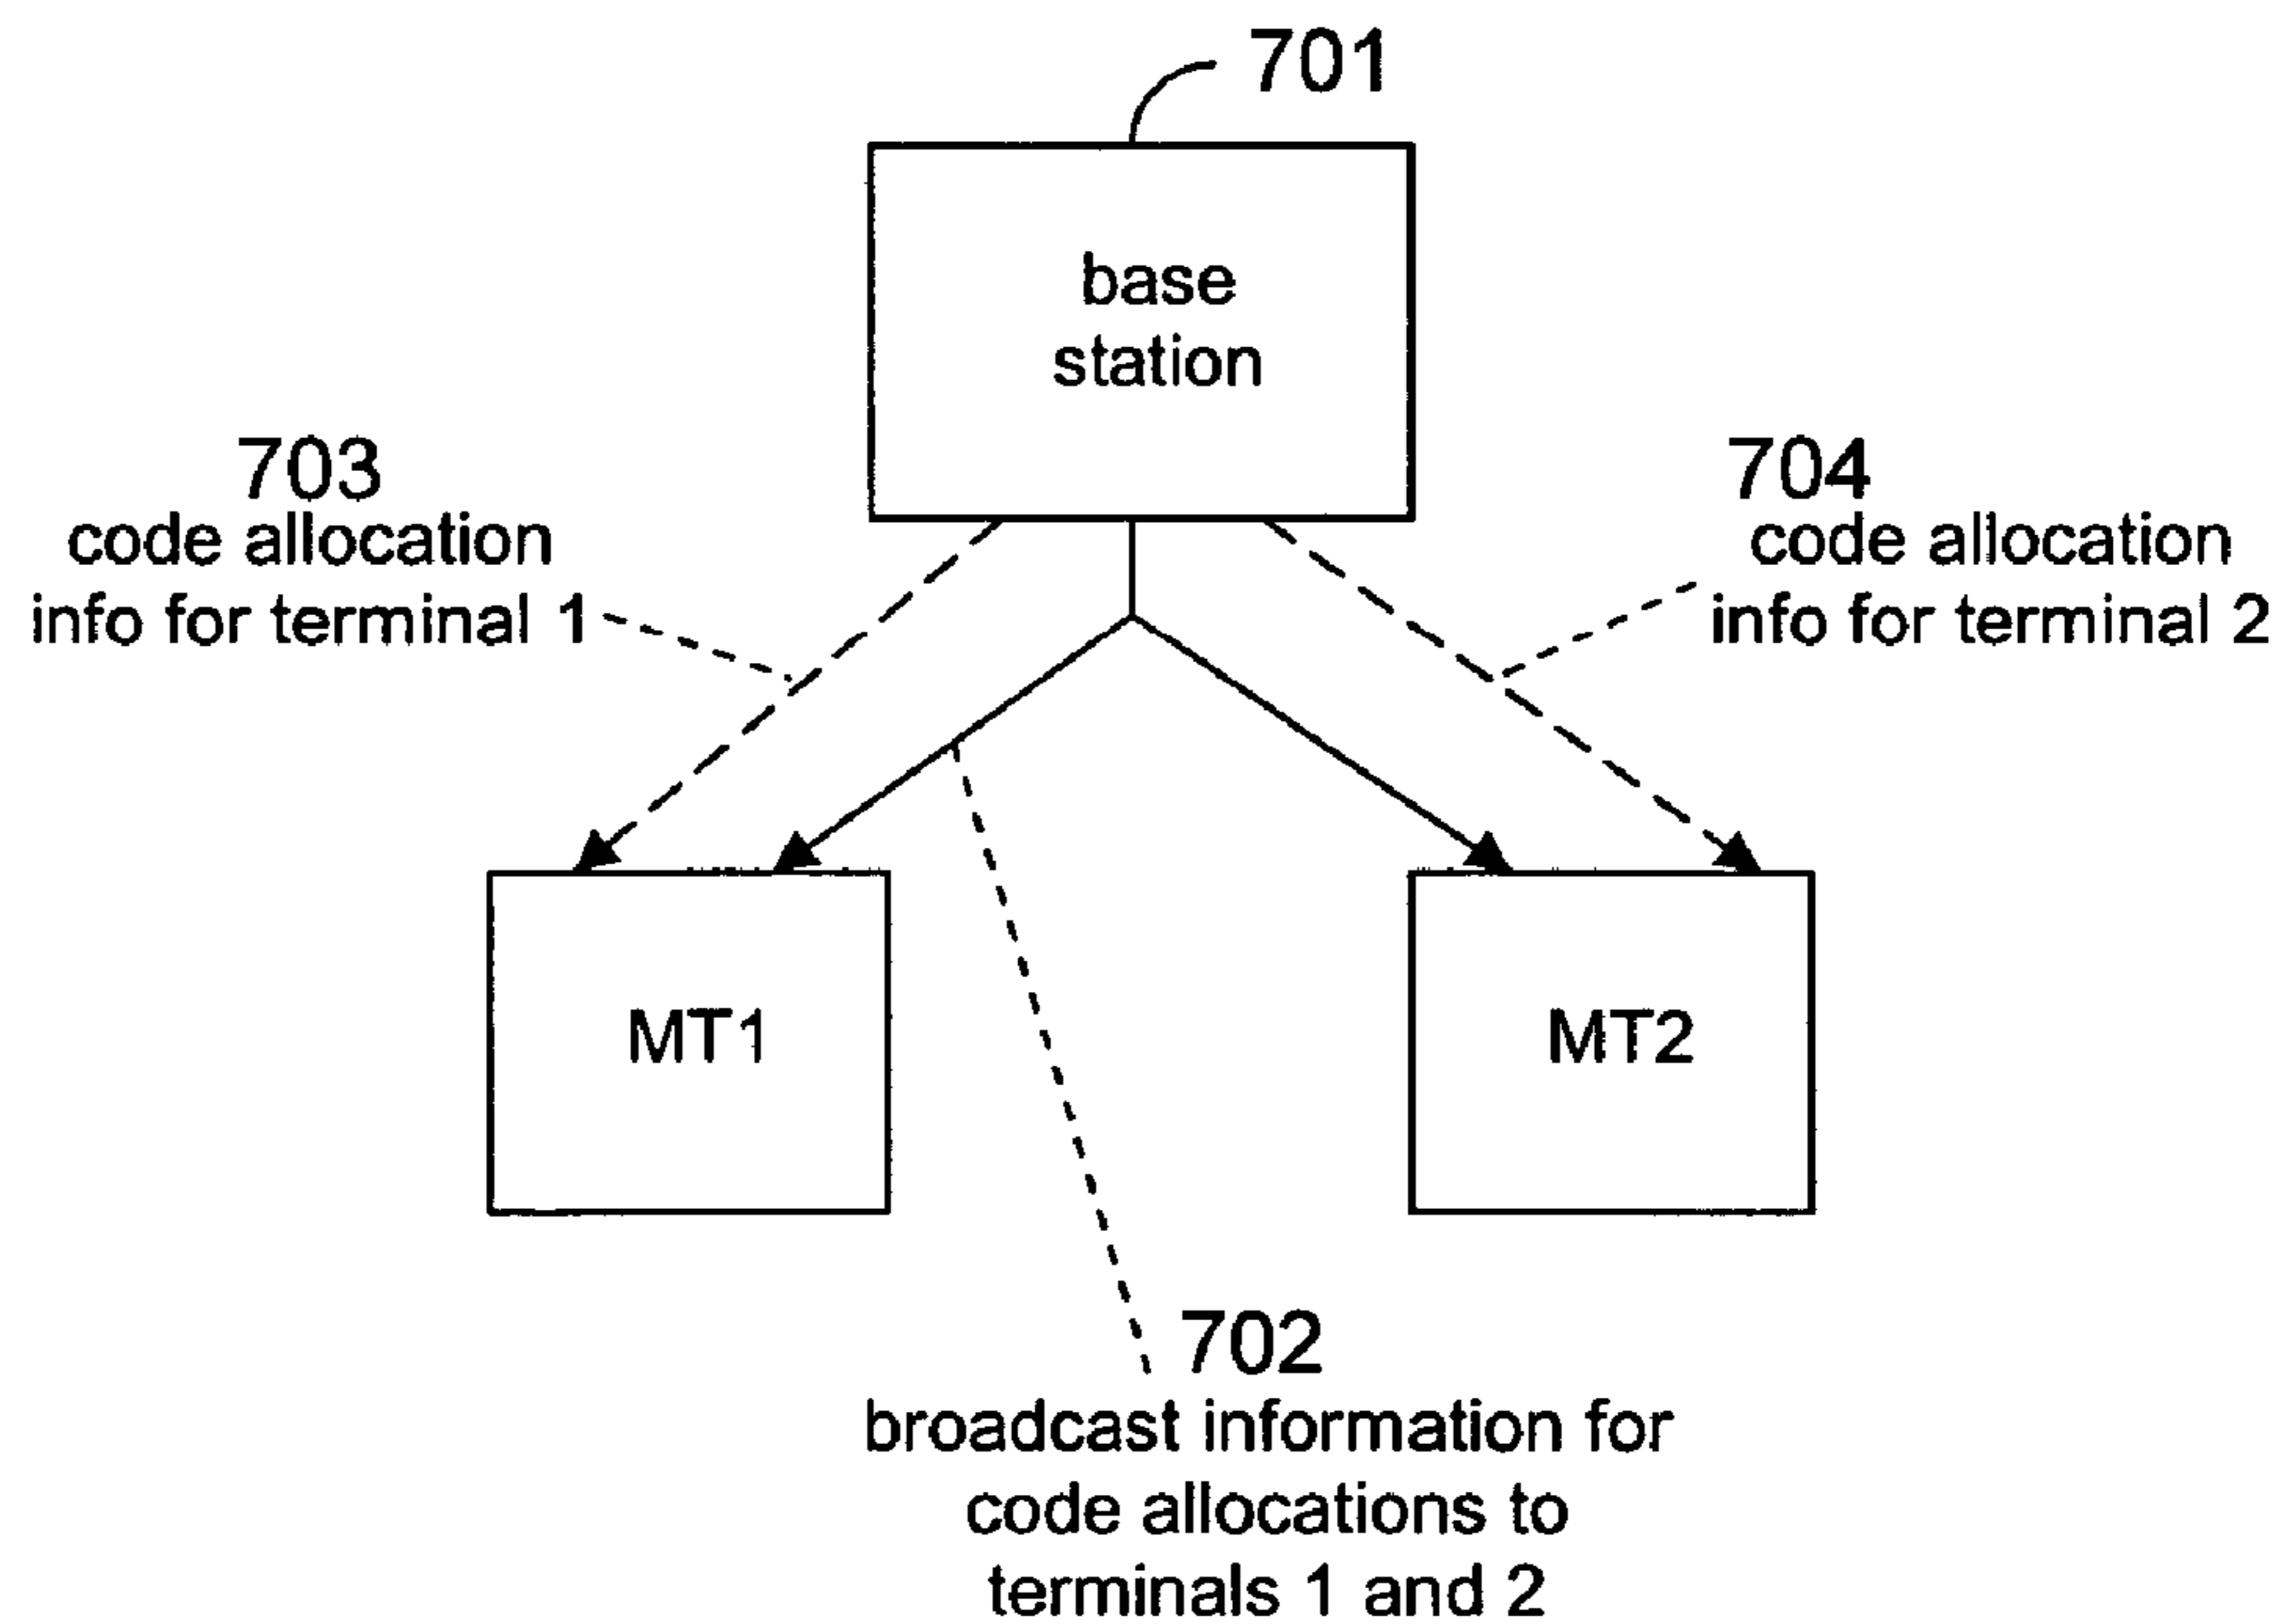 701
base
station
703
code allocation
info for terminal 1
704
code allocation
info for terminal 2
MT1
MT2
702
broadcast information for
code allocations to
terminals 1 and 2